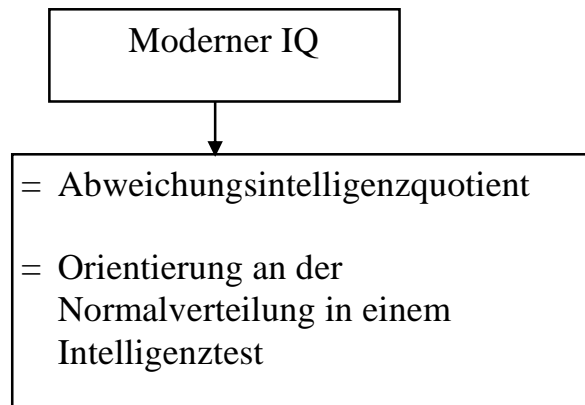 Moderner IQ
= Abweichungsintelligenzquotient
= Orientierung an der
Normalverteilung in einem
Intelligenztest